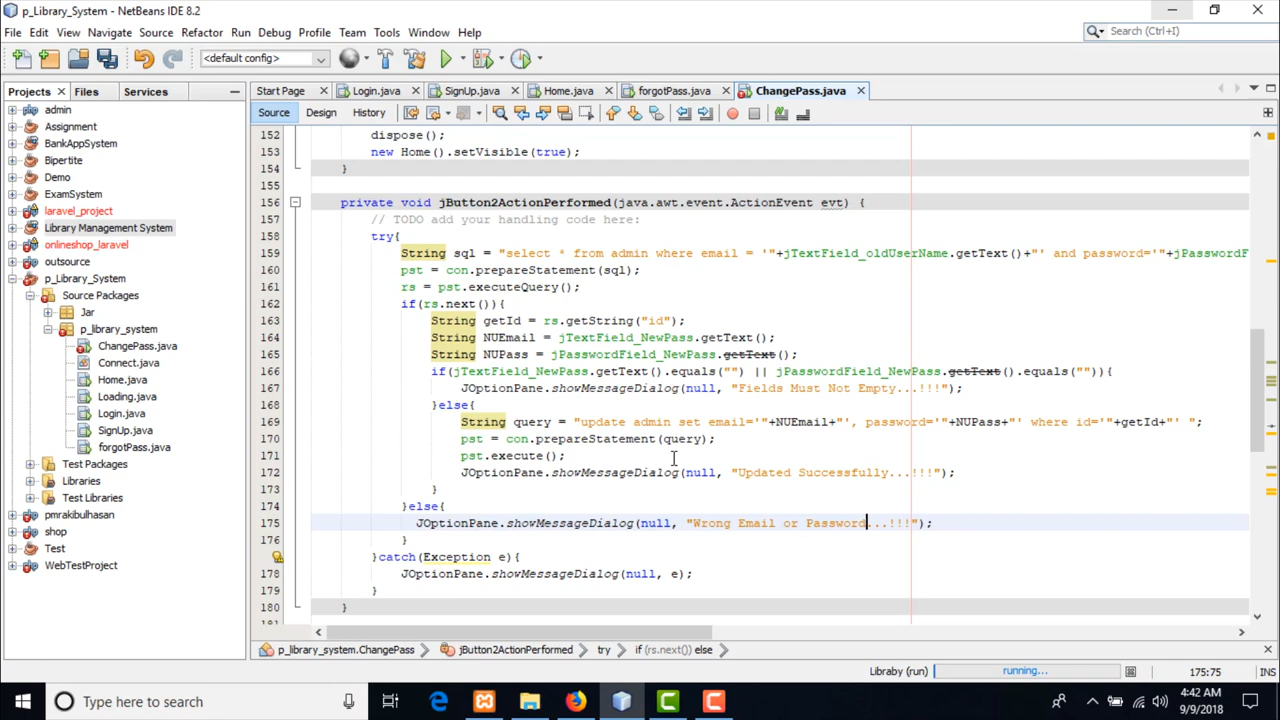 p_Library_System - NetBeans IDE 8.2
File Edit View Navigate Source Refactor Run Debug Profile Team Tools Window Help
Search (Ctrl+I)
<default config>
Projects Files Services
Start Page Login.java SignUp.java Home.java forgotPass.java ChangePass.java
Source Design History
admin
Assignment
BankAppSystem
Bipertite
Demo
ExamSystem
laravel_project
Library Management System
onlineshop_laravel
outsource
p_Library_System
Source Packages
Jar
p_library_system
ChangePass.java
Connect.java
Home.java
Loading.java
Login.java
SignUp.java
forgotPass.java
Test Packages
Libraries
Test Libraries
pmrakibulhasan
shop
Test
WebTestProject
152 dispose();
153 new Home().setVisible(true);
154 }
155
156 private void jButton2ActionPerformed(java.awt.event.ActionEvent evt) {
157 // TODO add your handling code here:
158 try{
159 String sql = "select * from admin where email = '"+jTextField_oldUserName.getText()+"' and password='"+jPasswordF
160 pst = con.prepareStatement(sql);
161 rs = pst.executeQuery();
162 if(rs.next()){
163 String getId = rs.getString("id");
164 String NUEmail = jTextField_NewPass.getText();
165 String NUPass = jPasswordField_NewPass.getText();
166 if(jTextField_NewPass.getText().equals("") || jPasswordField_NewPass.getText().equals("")){
167 JOptionPane.showMessageDialog(null, "Fields Must Not Empty...!!!");
168 }else{
169 String query = "update admin set email='"+NUEmail+"', password='"+NUPass+"' where id='"+getId+"' ";
170 pst = con.prepareStatement(query);
171 pst.execute();
172 JOptionPane.showMessageDialog(null, "Updated Successfully...!!!");
173 }
174 }else{
175 JOptionPane.showMessageDialog(null, "Wrong Email or Password...!!!");
176 }
}catch(Exception e){
178 JOptionPane.showMessageDialog(null, e);
179 }
180 }
p_library_system.ChangePass jButton2ActionPerformed try if (rs.next()) else
Libraby (run) running... 175:75 INS
Type here to search
4:42 AM
9/9/2018